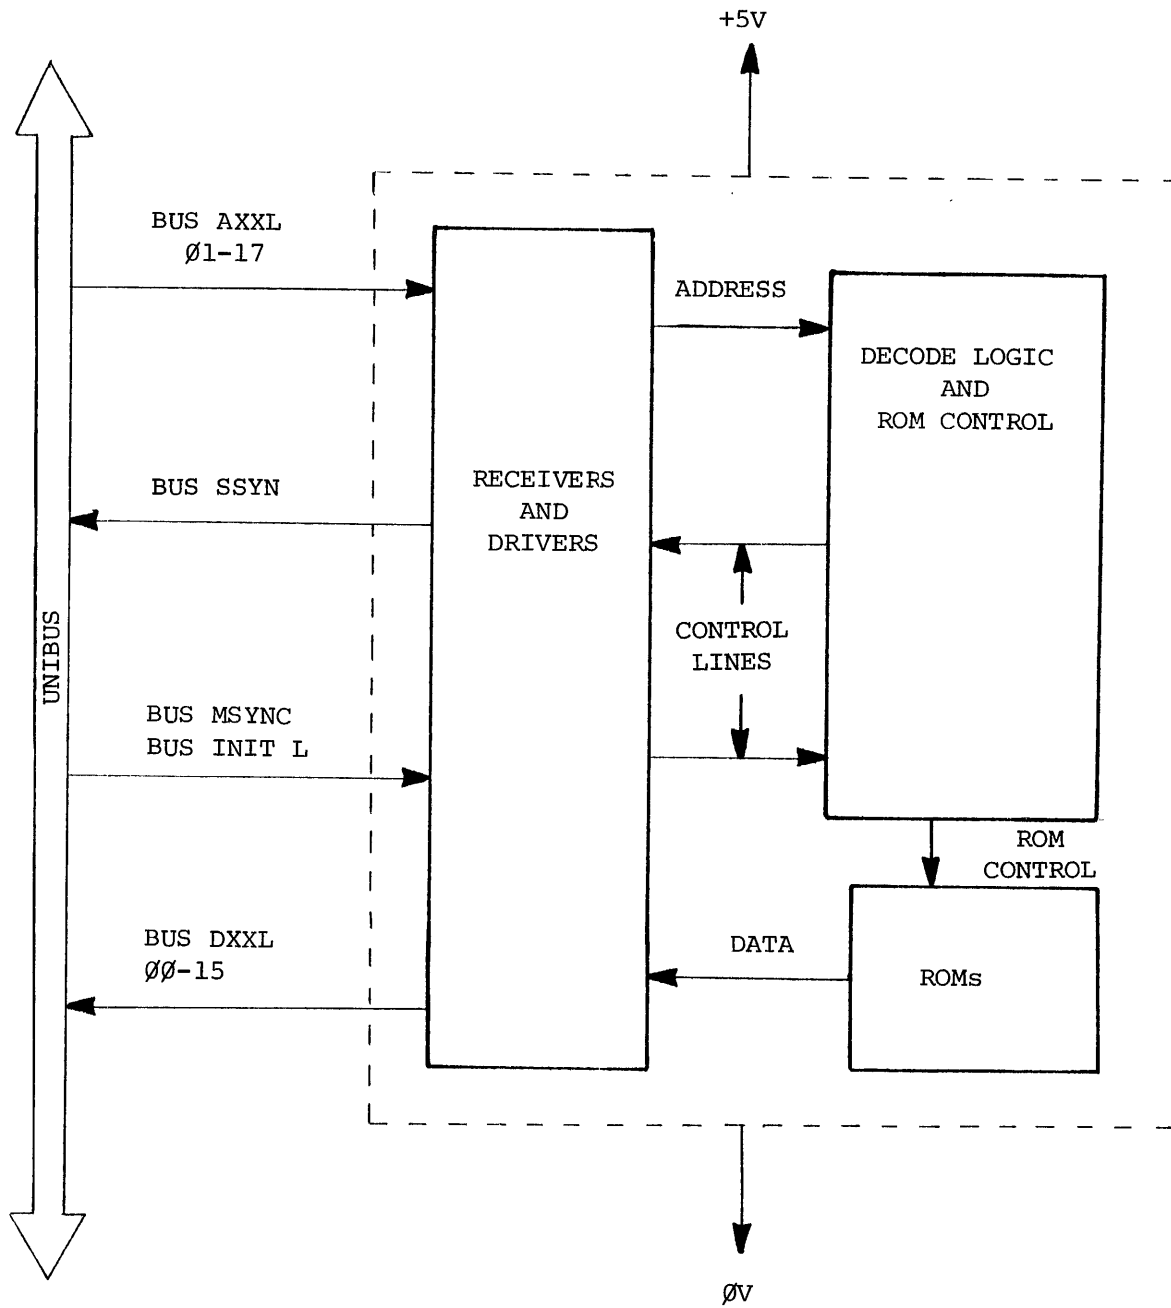 +5V
BUS AXXL
Ø1-17
ADDRESS
DECODE LOGIC
AND
ROM CONTROL
BUS SSYN
RECEIVERS
AND
DRIVERS
CONTROL
LINES
UNIBUS
BUS MSYNC
BUS INIT L
ROM
CONTROL
BUS DXXL
ØØ-15
DATA
ROMs
ØV